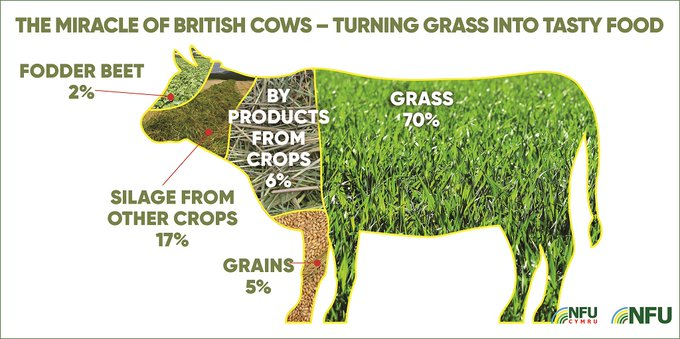 THE MIRACLE OF BRITISH COWS – TURNING GRASS INTO TASTY FOOD
FODDER BEET
2%
BY
PRODUCTS
FROM
CROPS
6%
GRASS
70%
SILAGE FROM
OTHER CROPS
17%
GRAINS
5%
NFU
CYMRU
NFU